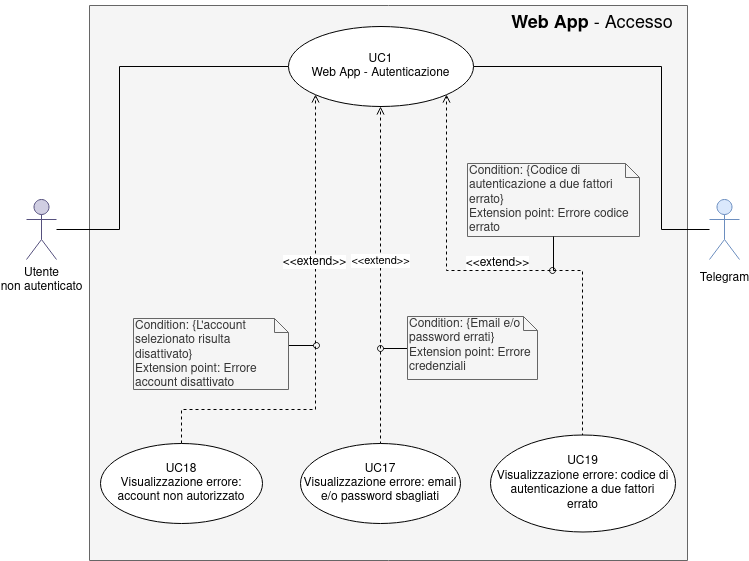 Web App - Accesso
UC1
Web App - Autenticazione
Condition: {Codice di
autenticazione a due fattori
errato}
Extension point: Errore codice
errato
Utente
non autenticato
Telegram
<<extend>>
<<extend>>
<<extend>>
Condition: {L'account
selezionato risulta
disattivato}
Extension point: Errore
account disattivato
Condition: {Email e/o
password errati}
Extension point: Errore
credenziali
UC18
Visualizzazione errore:
account non autorizzato
UC17
Visualizzazione errore: email
e/o password sbagliati
UC19
Visualizzazione errore: codice di
autenticazione a due fattori
errato